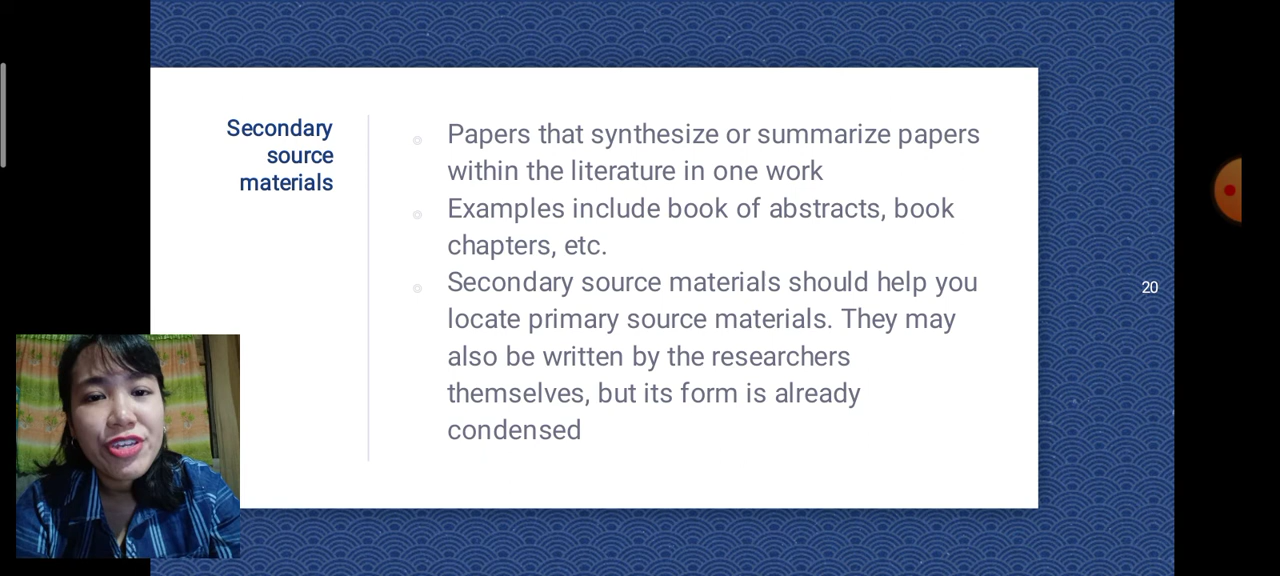 Secondary
source
materials
Papers that synthesize or summarize papers
within the literature in one work
Examples include book of abstracts, book
chapters, etc.
Secondary source materials should help you
locate primary source materials. They may
also be written by the researchers
themselves, but its form is already
condensed
20